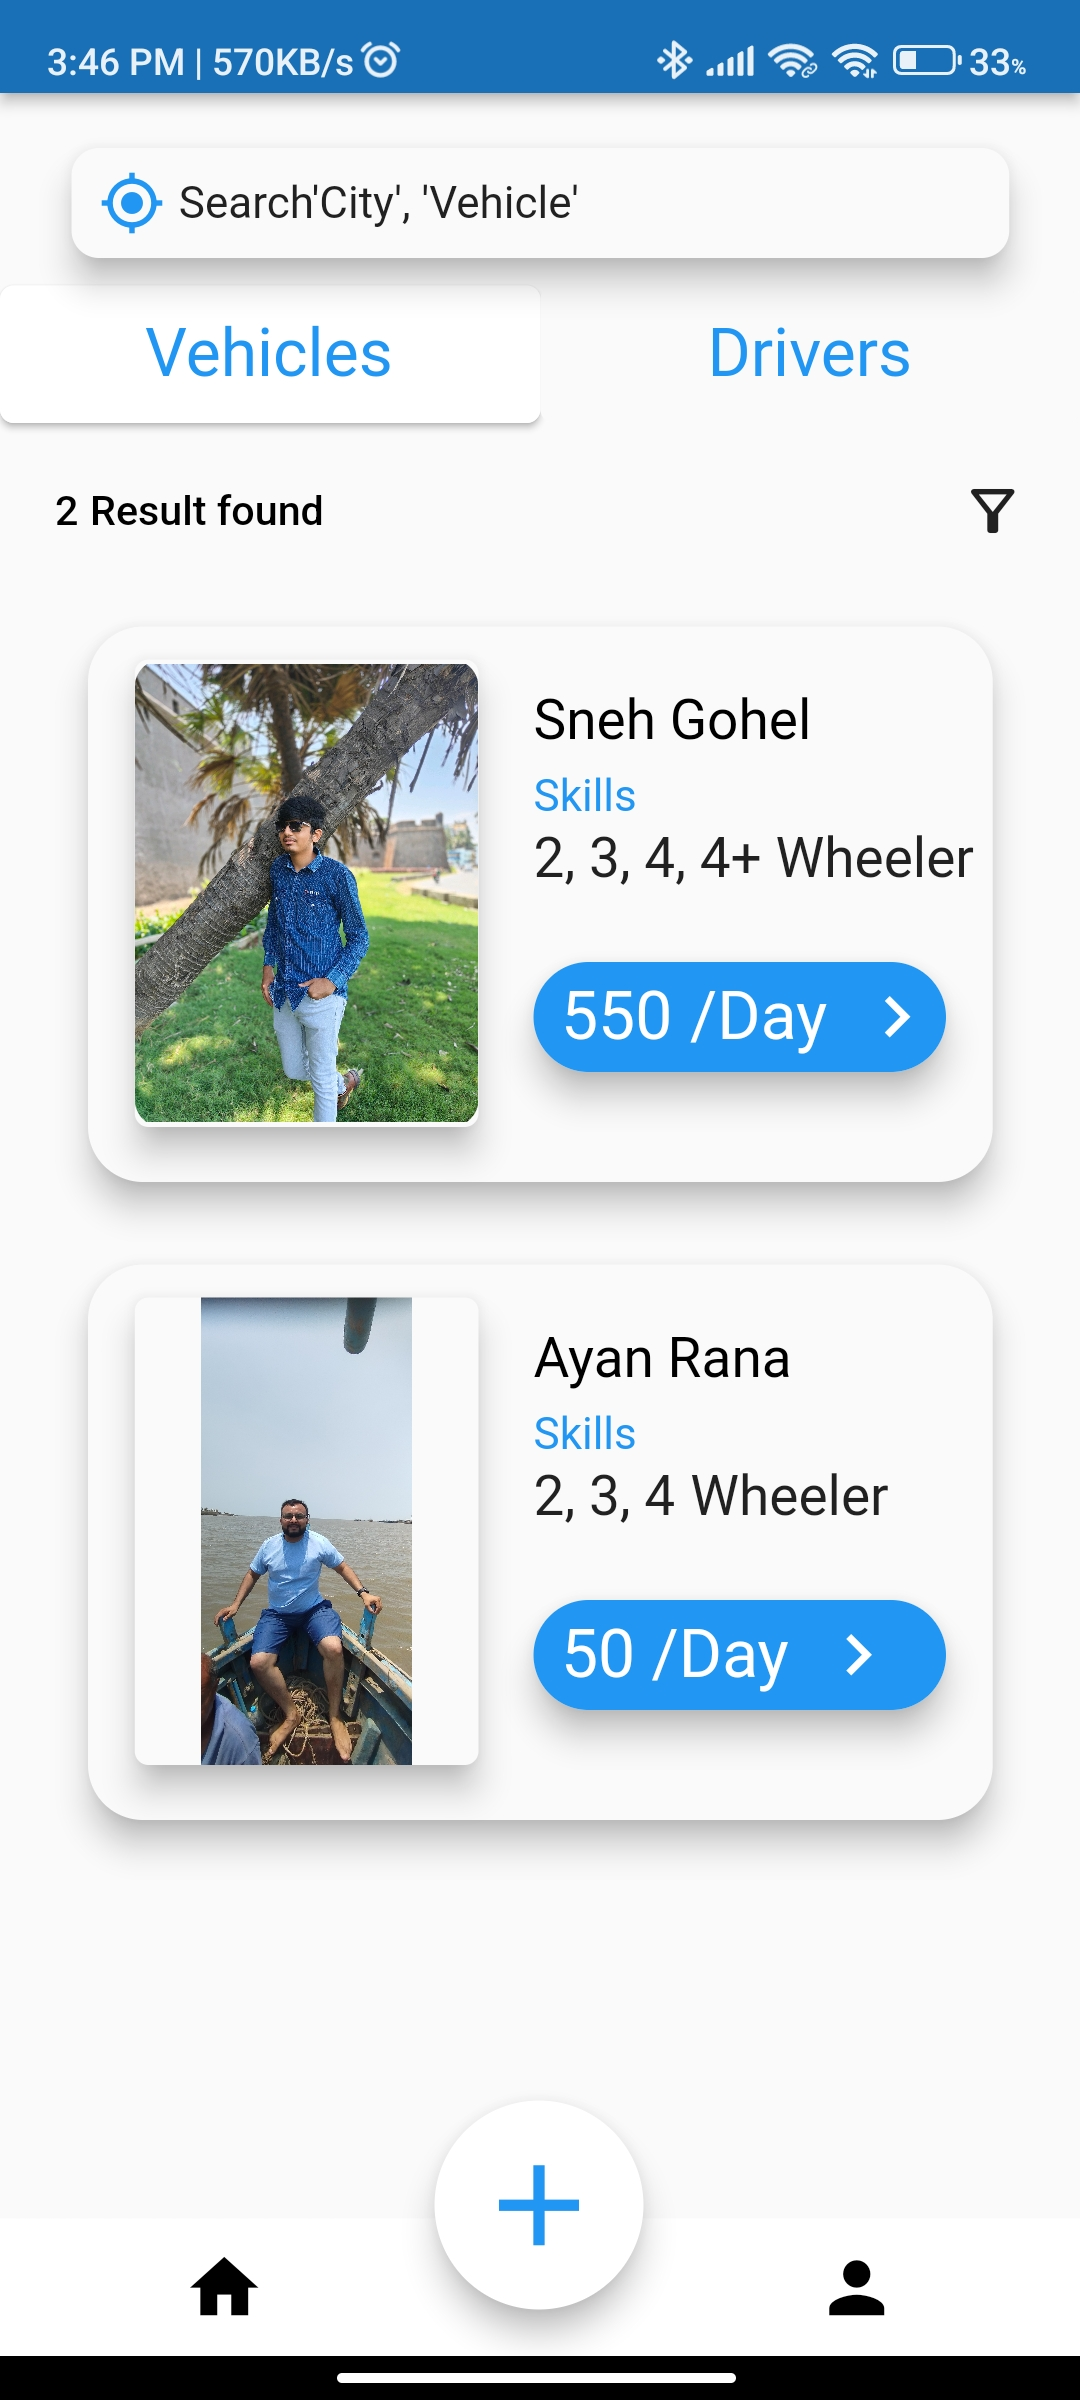 3:46 PM | 570KB/s 33%
Search'City', 'Vehicle'
Vehicles Drivers
2 Result found
Sneh Gohel
Skills
2, 3, 4, 4+ Wheeler
550 /Day
Ayan Rana
Skills
2, 3, 4 Wheeler
50 /Day